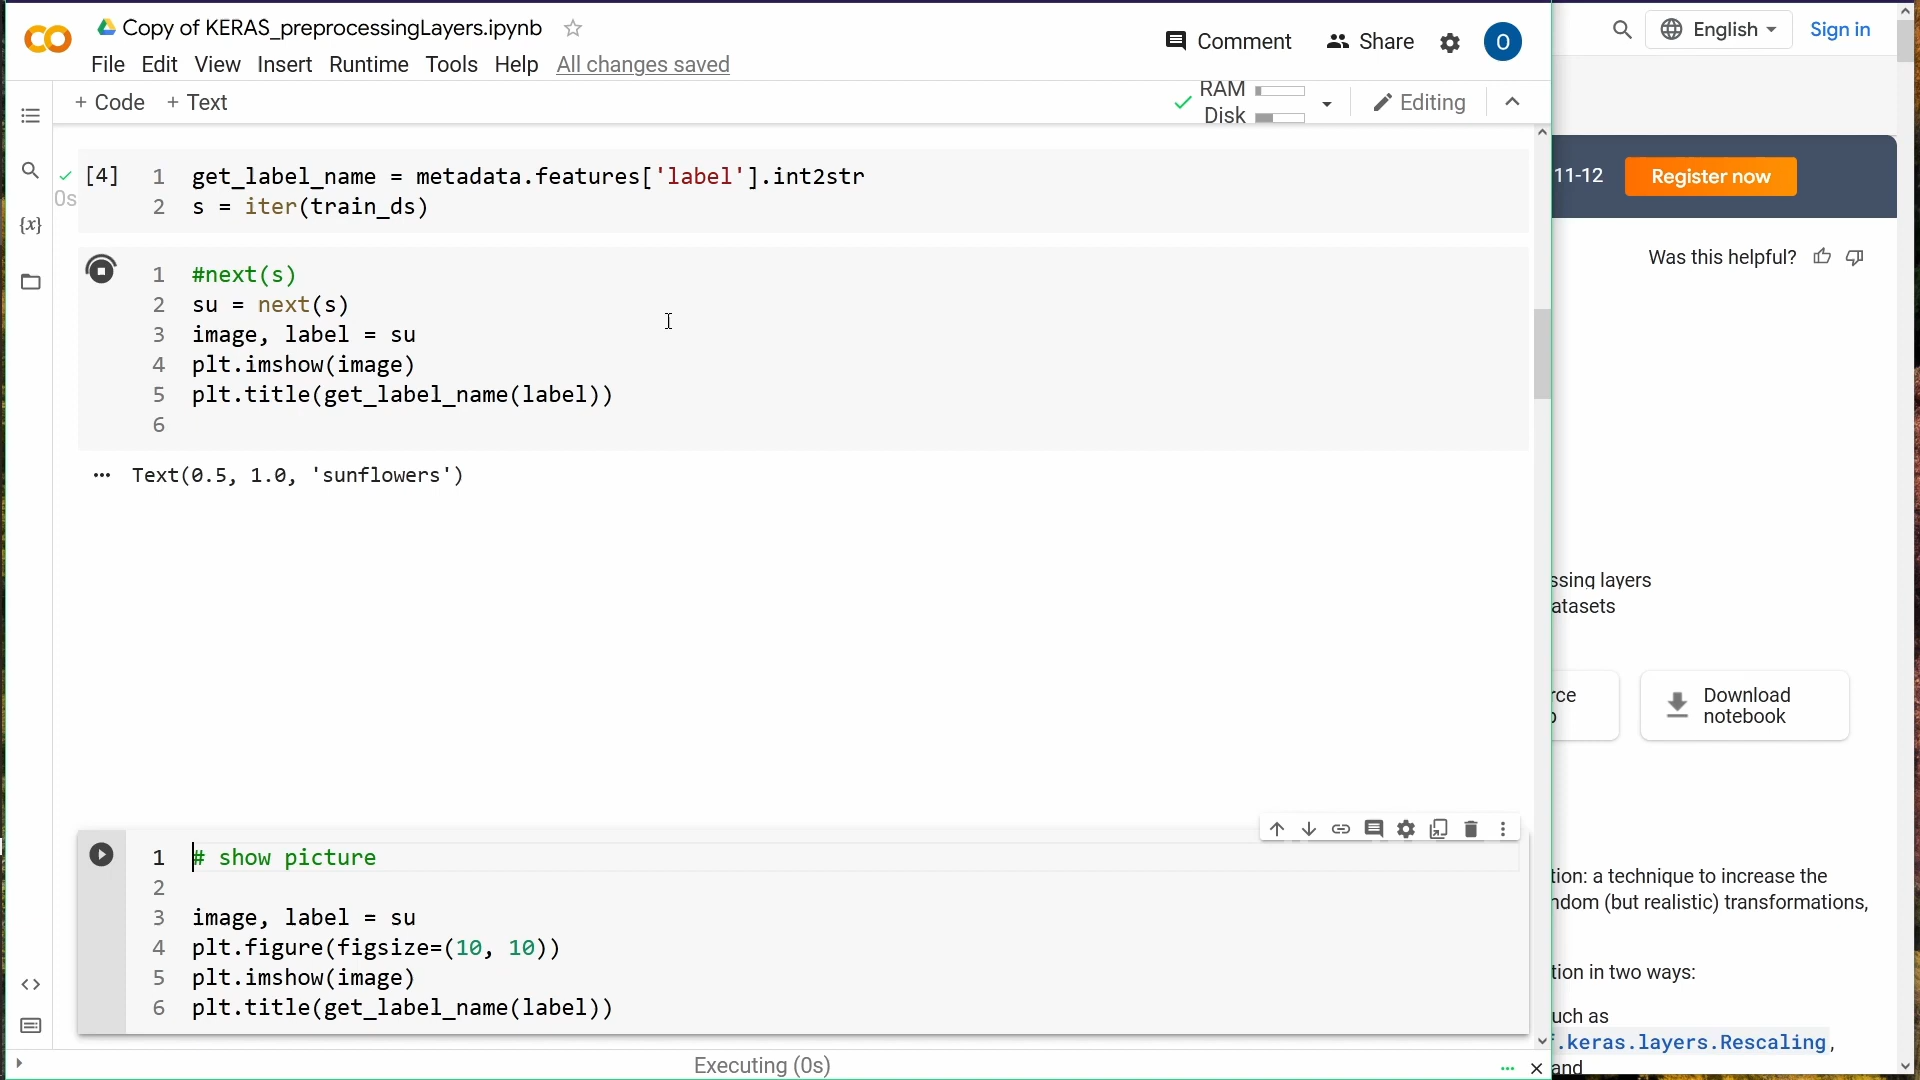 Copy of KERAS_preprocessingLayers.ipynb
File Edit View Insert Runtime Tools Help All changes saved
Comment Share O
+ Code + Text
RAM
Disk
Editing
[4]
0s
1 get_label_name = metadata.features['label'].int2str
2 s = iter(train_ds)
{x}
1 #next(s)
2 su = next(s)
3 image, label = su
4 plt.imshow(image)
5 plt.title(get_label_name(label))
6
Text(0.5, 1.0, 'sunflowers')
1 # show picture
2
3 image, label = su
4 plt.figure(figsize=(10, 10))
5 plt.imshow(image)
6 plt.title(get_label_name(label))
Executing (0s)
English Sign in
11-12 Register now
Was this helpful?
ssing layers
atasets
rce
Download
notebook
tion: a technique to increase the
ndom (but realistic) transformations,
tion in two ways:
uch as
f.keras.layers.Rescaling,
and